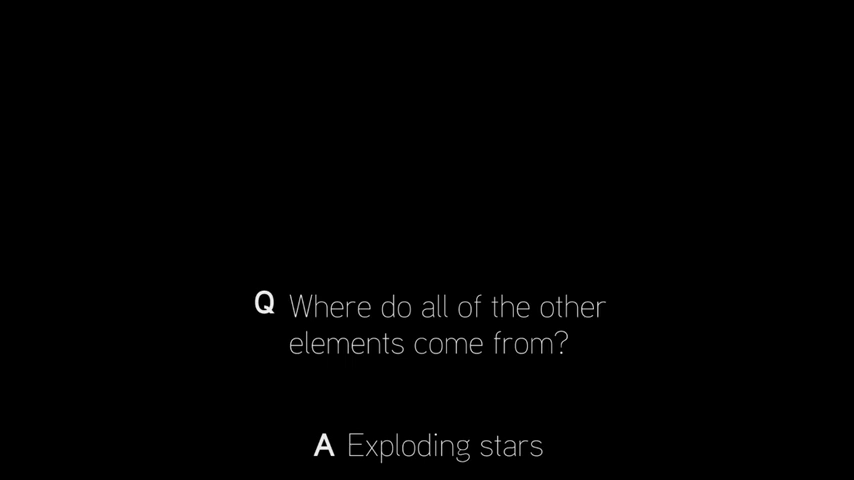 Q Where do all of the other
elements come from?
A Exploding stars